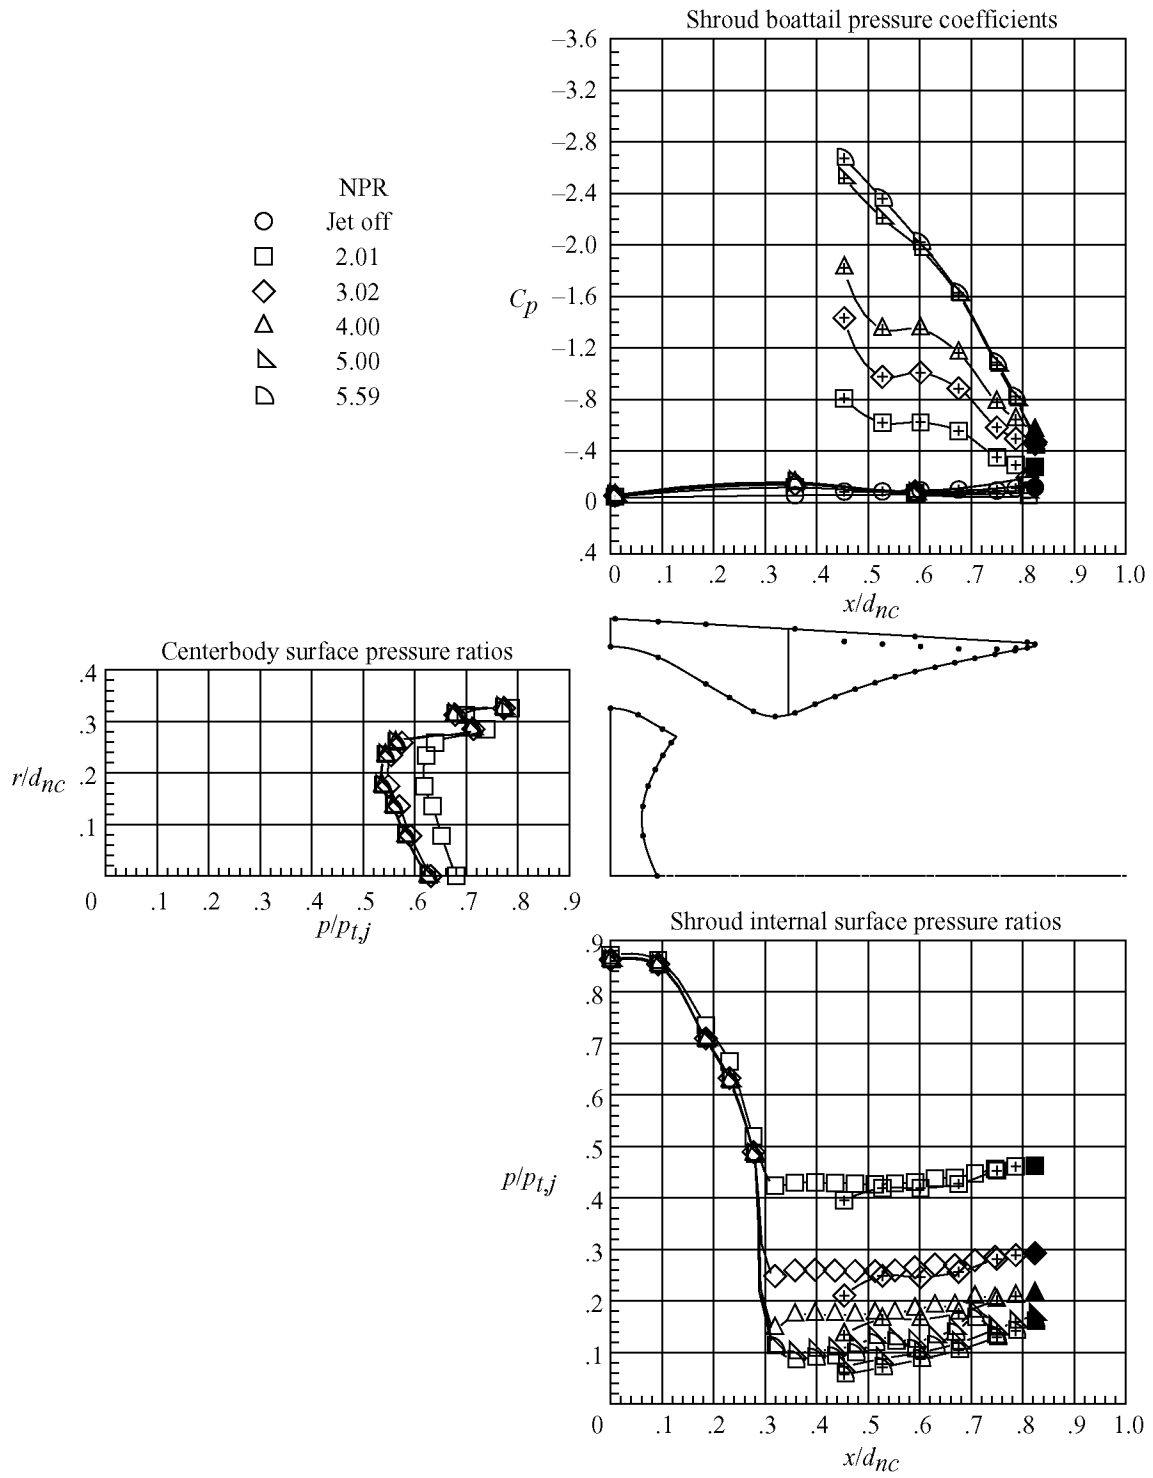 Shroud boattail pressure coefficients
–3.6
–3.2
–2.8
–2.4
–2.0
–1.6
–1.2
–.8
–.4
0
.4
Cp
0 .1 .2 .3 .4 .5 .6 .7 .8 .9 1.0
x/dnc
NPR
Jet off
2.01
3.02
4.00
5.00
5.59
Centerbody surface pressure ratios
.4
.3
.2
.1
r/dnc
0 .1 .2 .3 .4 .5 .6 .7 .8 .9
p/pt,j
Shroud internal surface pressure ratios
.9
.8
.7
.6
.5
.4
.3
.2
.1
p/pt,j
0 .1 .2 .3 .4 .5 .6 .7 .8 .9 1.0
x/dnc